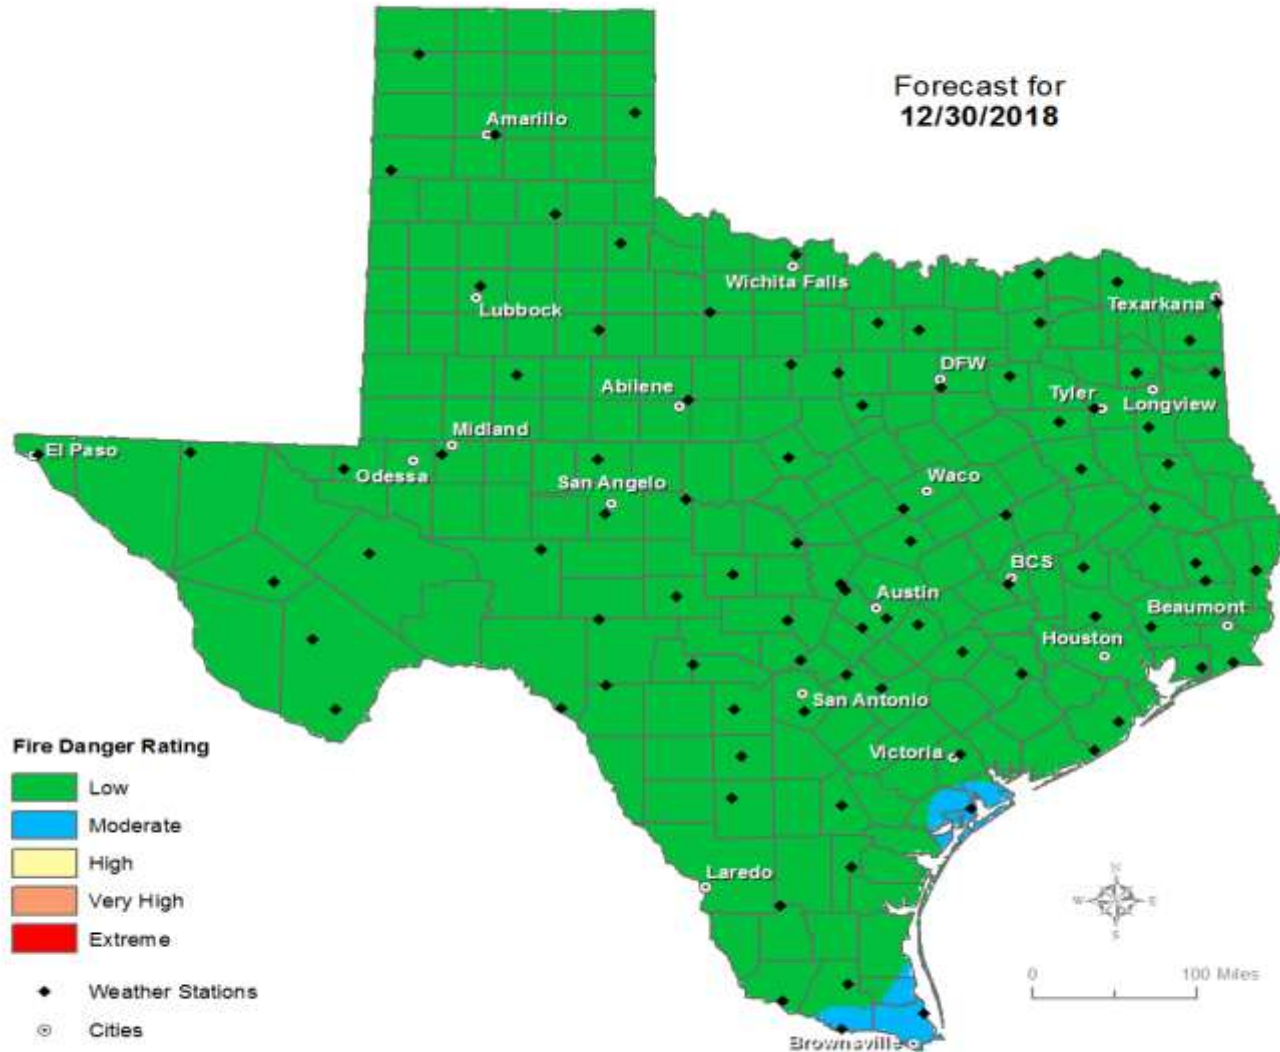 Forecast for
12/30/2018
Amarillo
Wichita Falls
Lubbock
Texarkana
DFW
Abilene
Tyler
Longview
Midland
El Paso
Odessa
San Angelo
Waco
BCS
Austin
Beaumont
Houston
San Antonio
Victoria
Laredo
Brownsville
Fire Danger Rating
Low
Moderate
High
Very High
Extreme
Weather Stations
Cities
N
W E
S
0 100 Miles